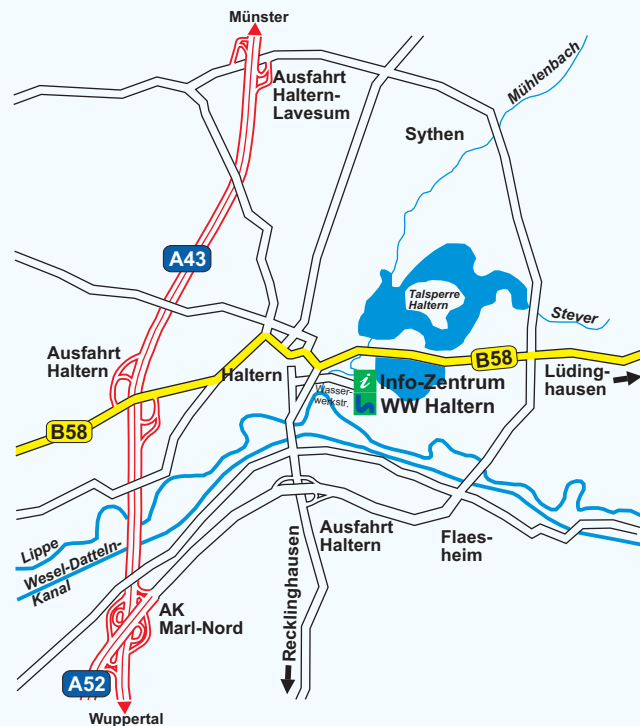 Münster
Ausfahrt
Haltern-
Lavesum
Mühlenbach
Sythen
A43
Talsperre
Haltern
Stever
Ausfahrt
Haltern
B58
Haltern
i Info-Zentrum
WW Haltern
Wasser-
werkstr.
Lüding-
hausen
B58
Lippe
Wesel-Datteln-
Kanal
Ausfahrt
Haltern
Flaes-
heim
Recklinghausen
AK
Marl-Nord
A52
Wuppertal